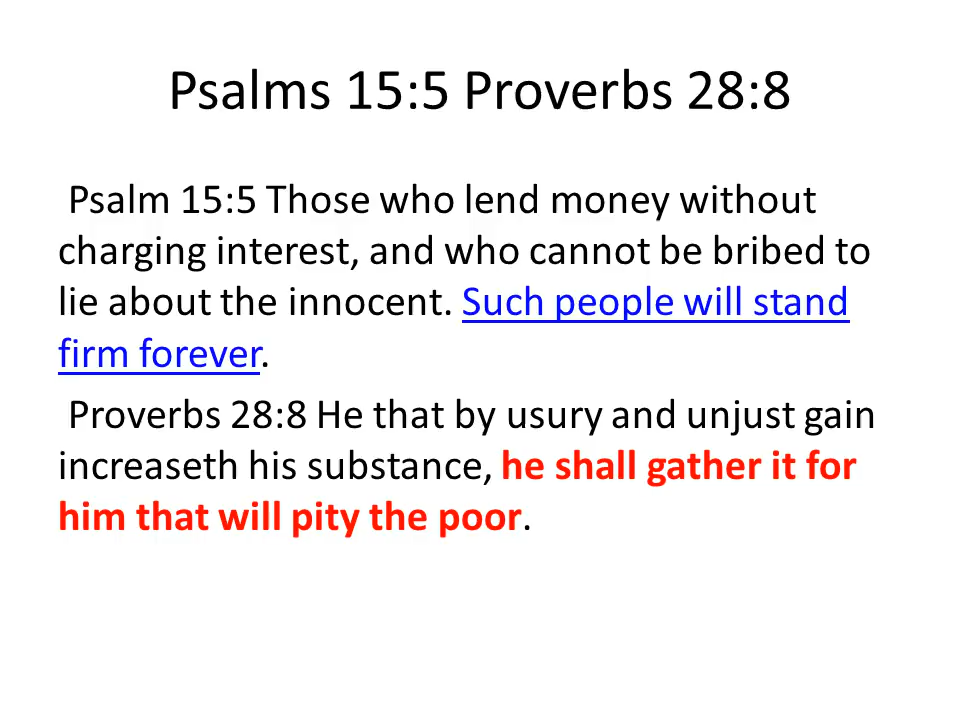 Psalms 15:5 Proverbs 28:8
Psalm 15:5 Those who lend money without
charging interest, and who cannot be bribed to
lie about the innocent. Such people will stand
firm forever.
Proverbs 28:8 He that by usury and unjust gain
increaseth his substance, he shall gather it for
him that will pity the poor.